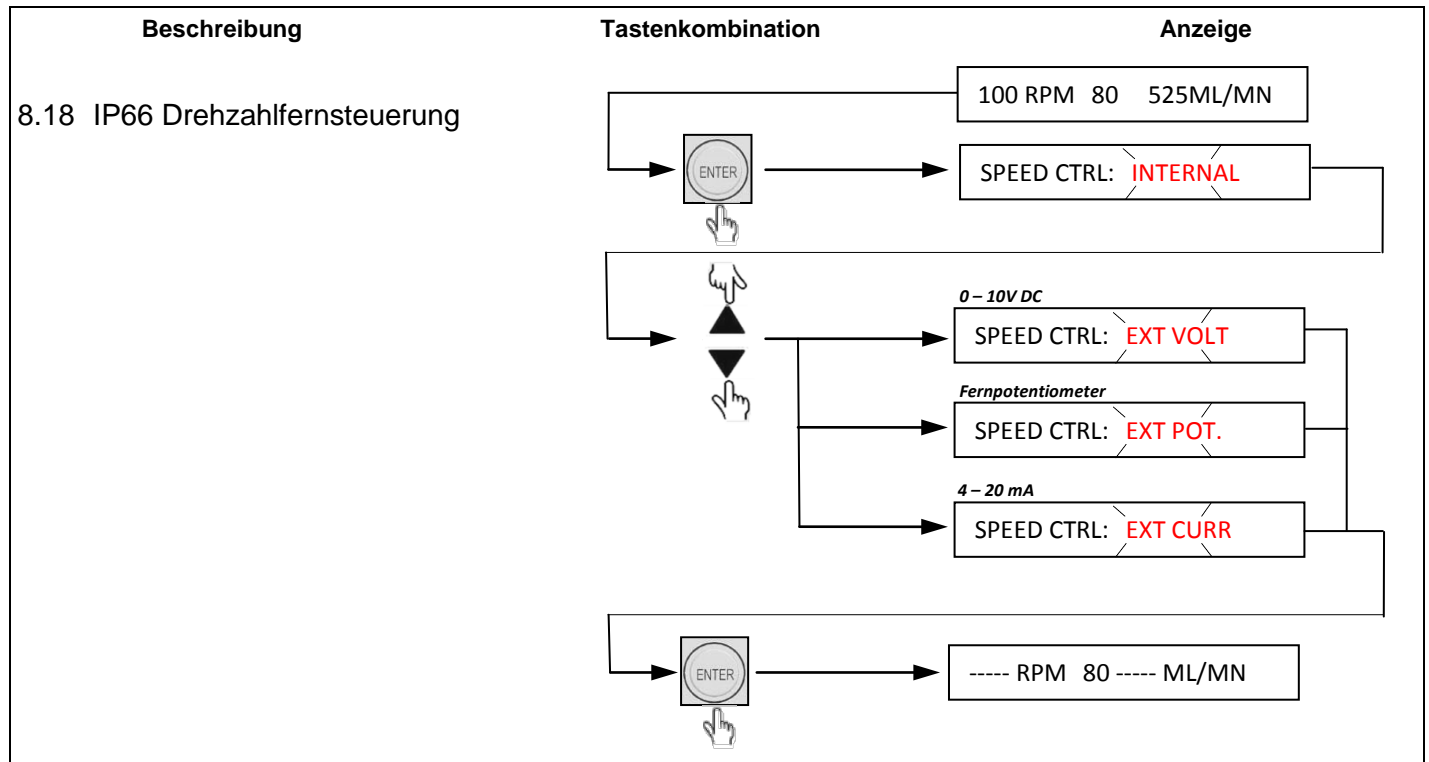 Beschreibung Tastenkombination Anzeige
8.18 IP66 Drehzahlfernsteuerung
100 RPM 80 525ML/MN
ENTER
SPEED CTRL: INTERNAL
0 – 10V DC
SPEED CTRL: EXT VOLT
Fernpotentiometer
SPEED CTRL: EXT POT.
4 – 20 mA
SPEED CTRL: EXT CURR
ENTER
----- RPM 80 ----- ML/MN